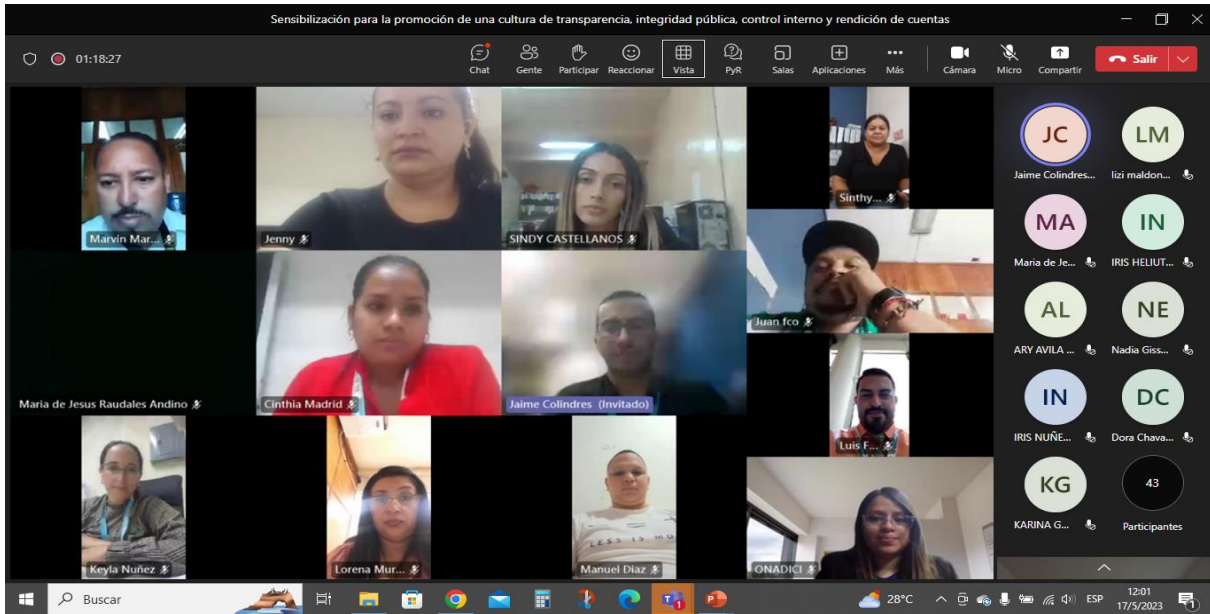 Sensibilización para la promoción de una cultura de transparencia, integridad pública, control interno y rendición de cuentas
01:18:27
Chat
Gente
Participar
Reaccionar
Vista
PyR
Salas
Aplicaciones
Más
Cámara
Micro
Compartir
Salir
Marvin Mar...
Jenny
SINDY CASTELLANOS
Sinthy...
Maria de Jesus Raudales Andino
Cinthia Madrid
Jaime Colindres (Invitado)
Juan fco
Luis F...
Keyla Nuñez
Lorena Mur...
LESS IS MO
Manuel Diaz
ONADICI
JC
Jaime Colindres...
LM
lizi maldon...
MA
Maria de Je...
IN
IRIS HELIUT...
AL
ARY AVILA ...
NE
Nadia Giss...
IN
IRIS NUÑE...
DC
Dora Chava...
KG
KARINA G...
43
Participantes
Buscar
28°C
ESP
12:01
17/5/2023